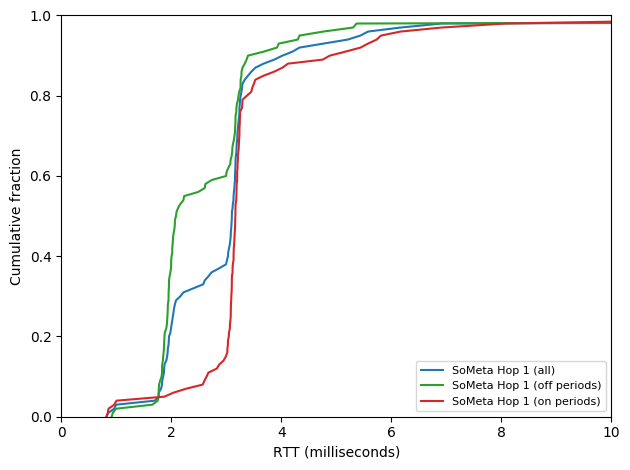 1.0
0.8
0.6
0.4
0.2
0.0
Cumulative fraction
0 2 4 6 8 10
RTT (milliseconds)
SoMeta Hop 1 (all)
SoMeta Hop 1 (off periods)
SoMeta Hop 1 (on periods)